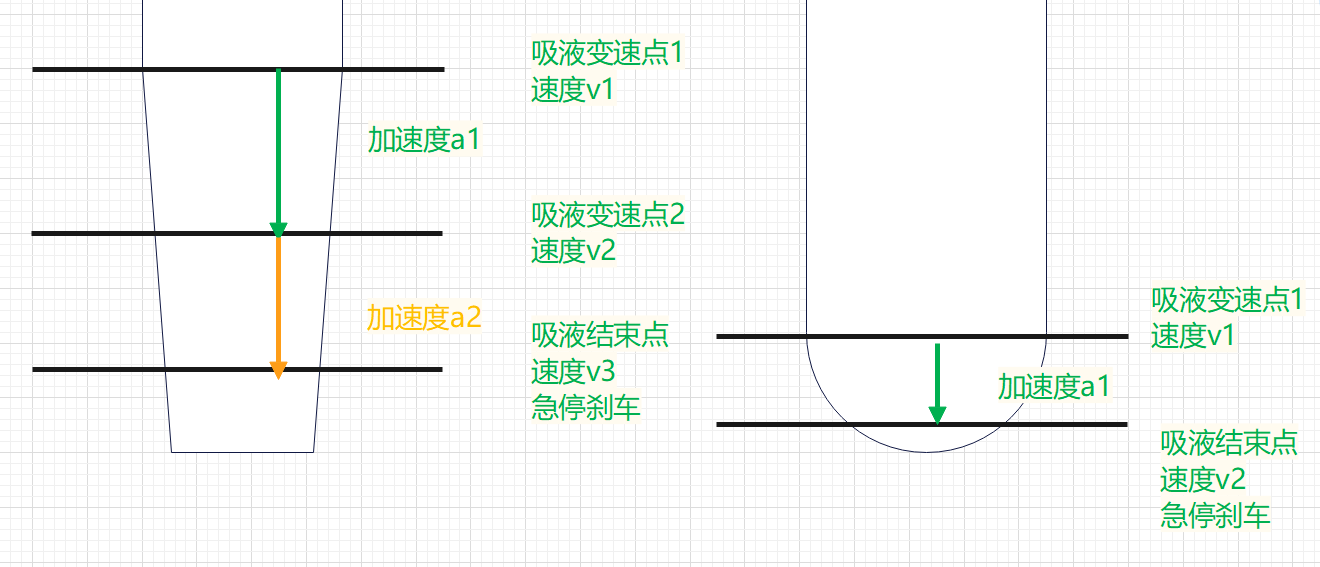 吸液变速点1
速度v1
加速度a1
吸液变速点2
速度v2
加速度a2
吸液结束点
速度v3
急停刹车
吸液变速点1
速度v1
加速度a1
吸液结束点
速度v2
急停刹车